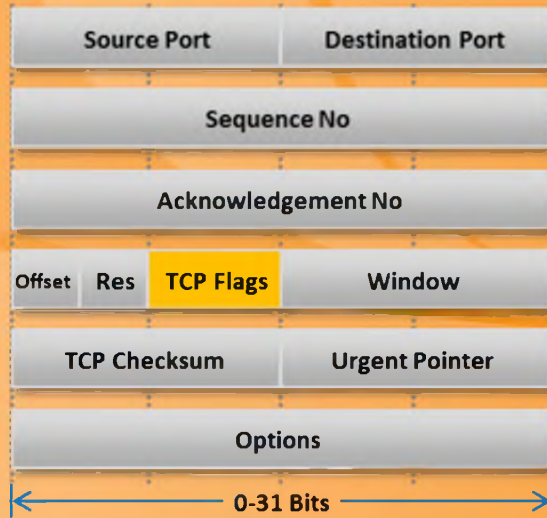 Source Port Destination Port
Sequence No
Acknowledgement No
Offset Res TCP Flags Window
TCP Checksum Urgent Pointer
Options
0-31 Bits